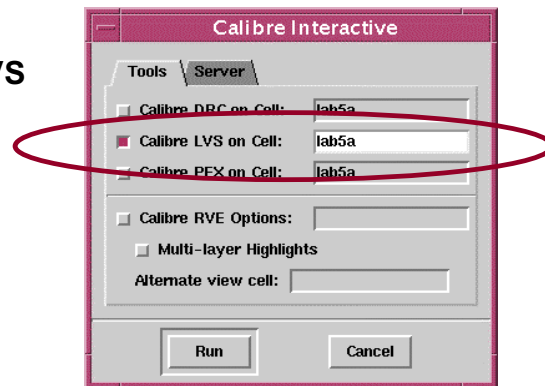 Calibre Interactive
Tools Server
Calibre DRC on Cell: lab5a
Calibre LVS on Cell: lab5a
Calibre PEX on Cell: lab5a
Calibre RVE Options:
Multi-layer Highlights
Alternate view cell:
Run Cancel